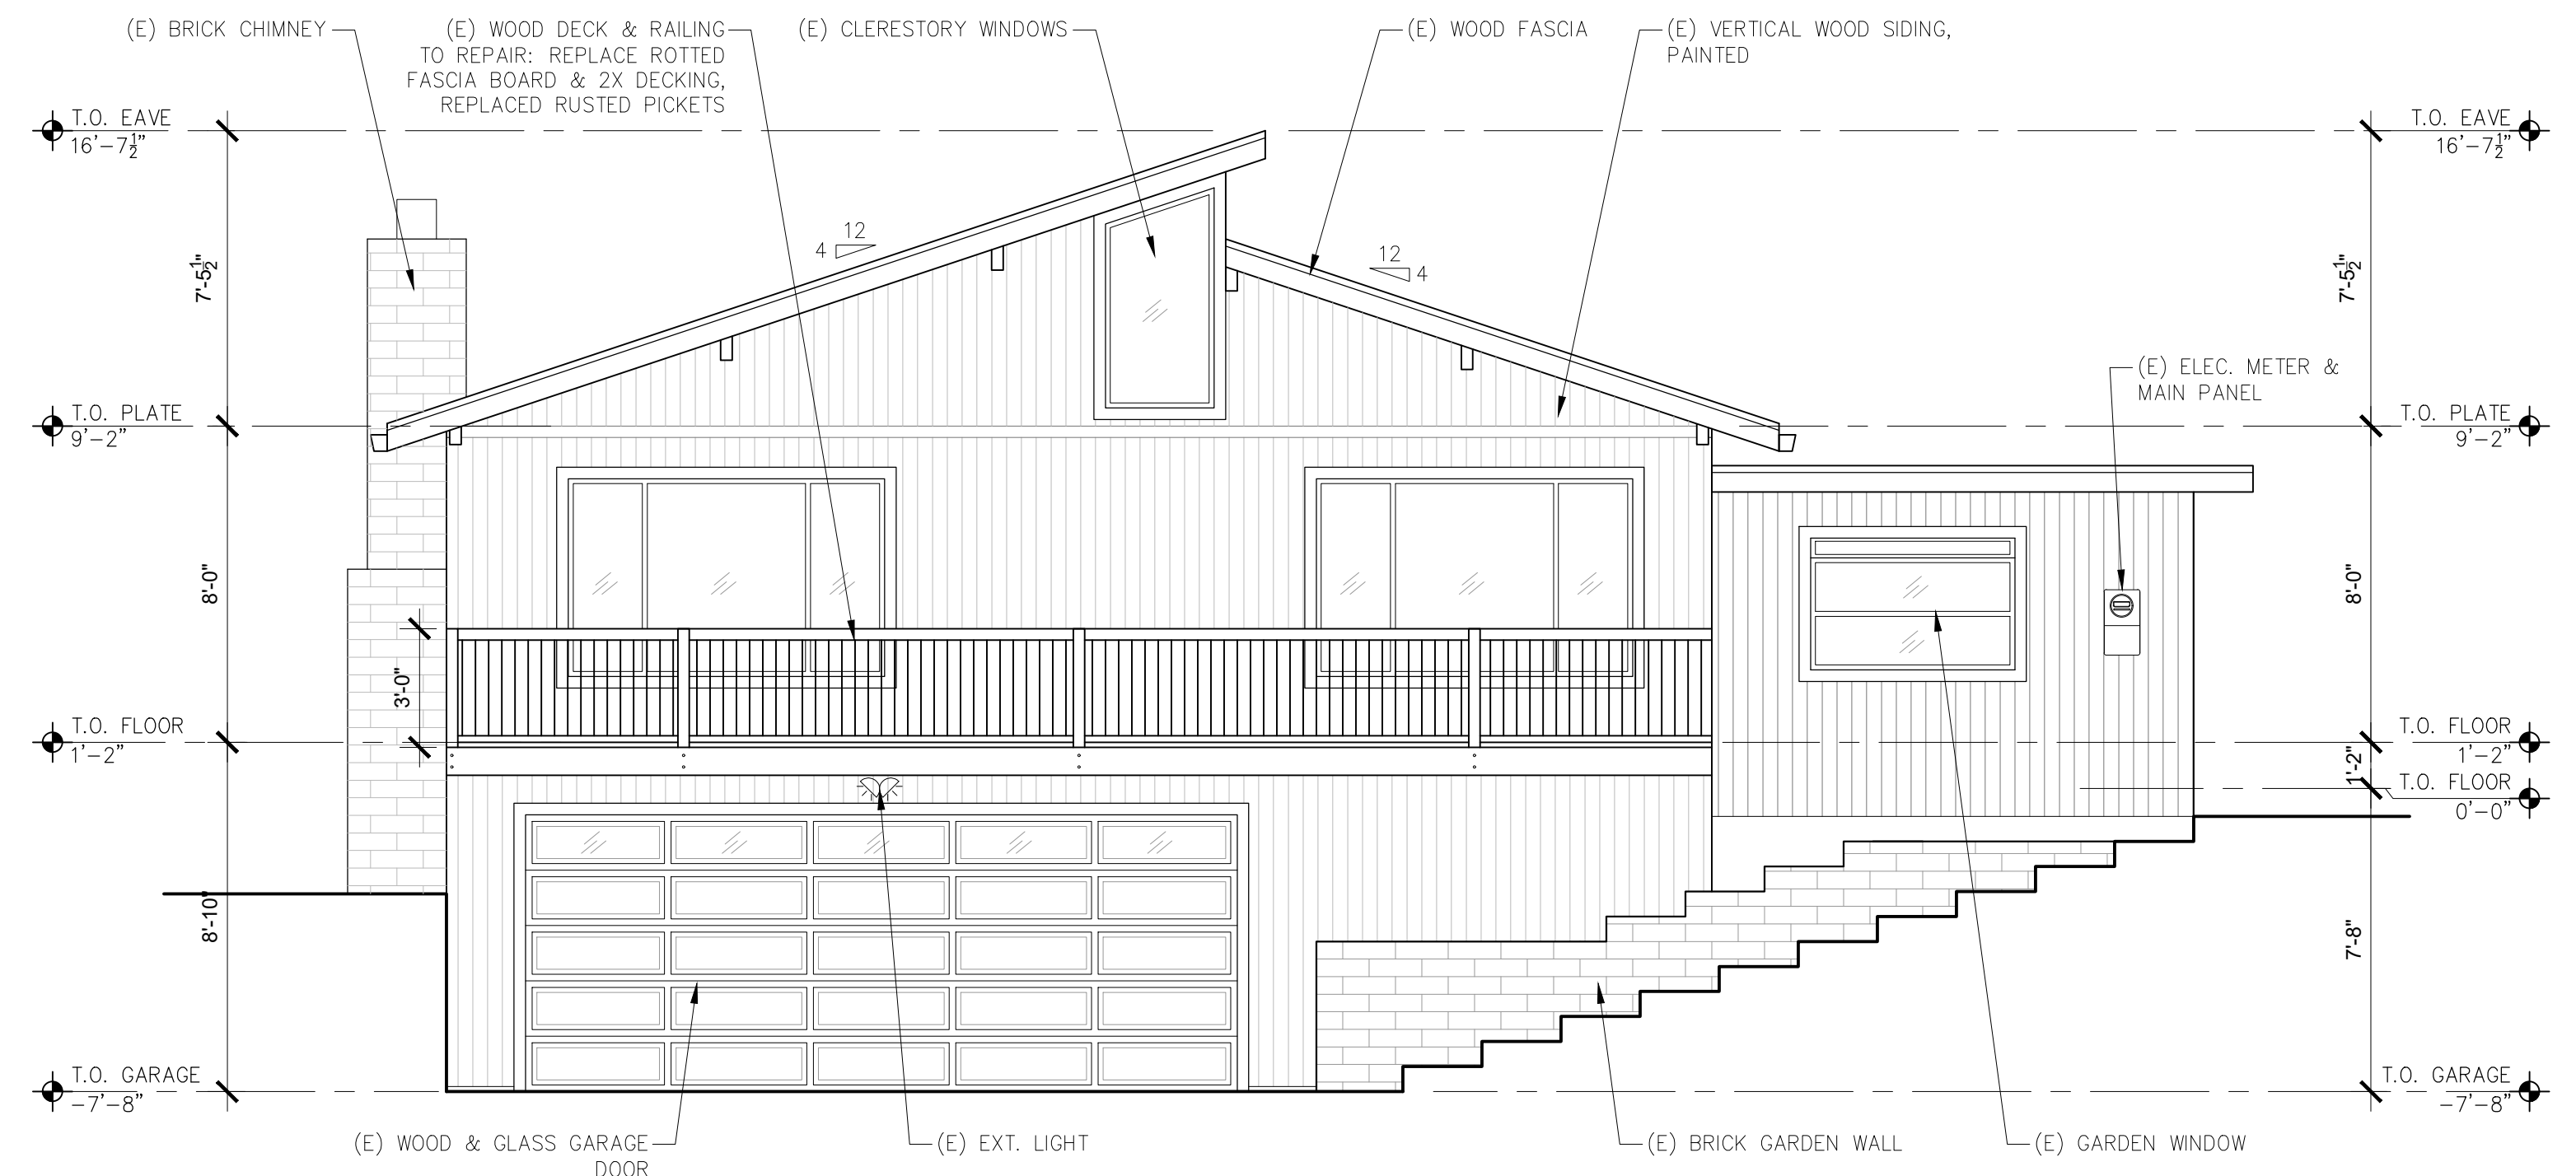 (E) BRICK CHIMNEY
(E) WOOD DECK & RAILING
TO REPAIR: REPLACE ROTTED
FASCIA BOARD & 2X DECKING,
REPLACED RUSTED PICKETS
(E) CLERESTORY WINDOWS
(E) WOOD FASCIA
(E) VERTICAL WOOD SIDING,
PAINTED
T.O. EAVE
16'-7½"
T.O. EAVE
16'-7½"
12
4
12
4
7'-5½"
7'-5½"
(E) ELEC. METER &
MAIN PANEL
T.O. PLATE
9'-2"
T.O. PLATE
9'-2"
8'-0"
8'-0"
3'-0"
T.O. FLOOR
1'-2"
T.O. FLOOR
1'-2"
1'-2"
T.O. FLOOR
0'-0"
8'-10"
7'-8"
T.O. GARAGE
-7'-8"
T.O. GARAGE
-7'-8"
(E) WOOD & GLASS GARAGE
DOOR
(E) EXT. LIGHT
(E) BRICK GARDEN WALL
(E) GARDEN WINDOW